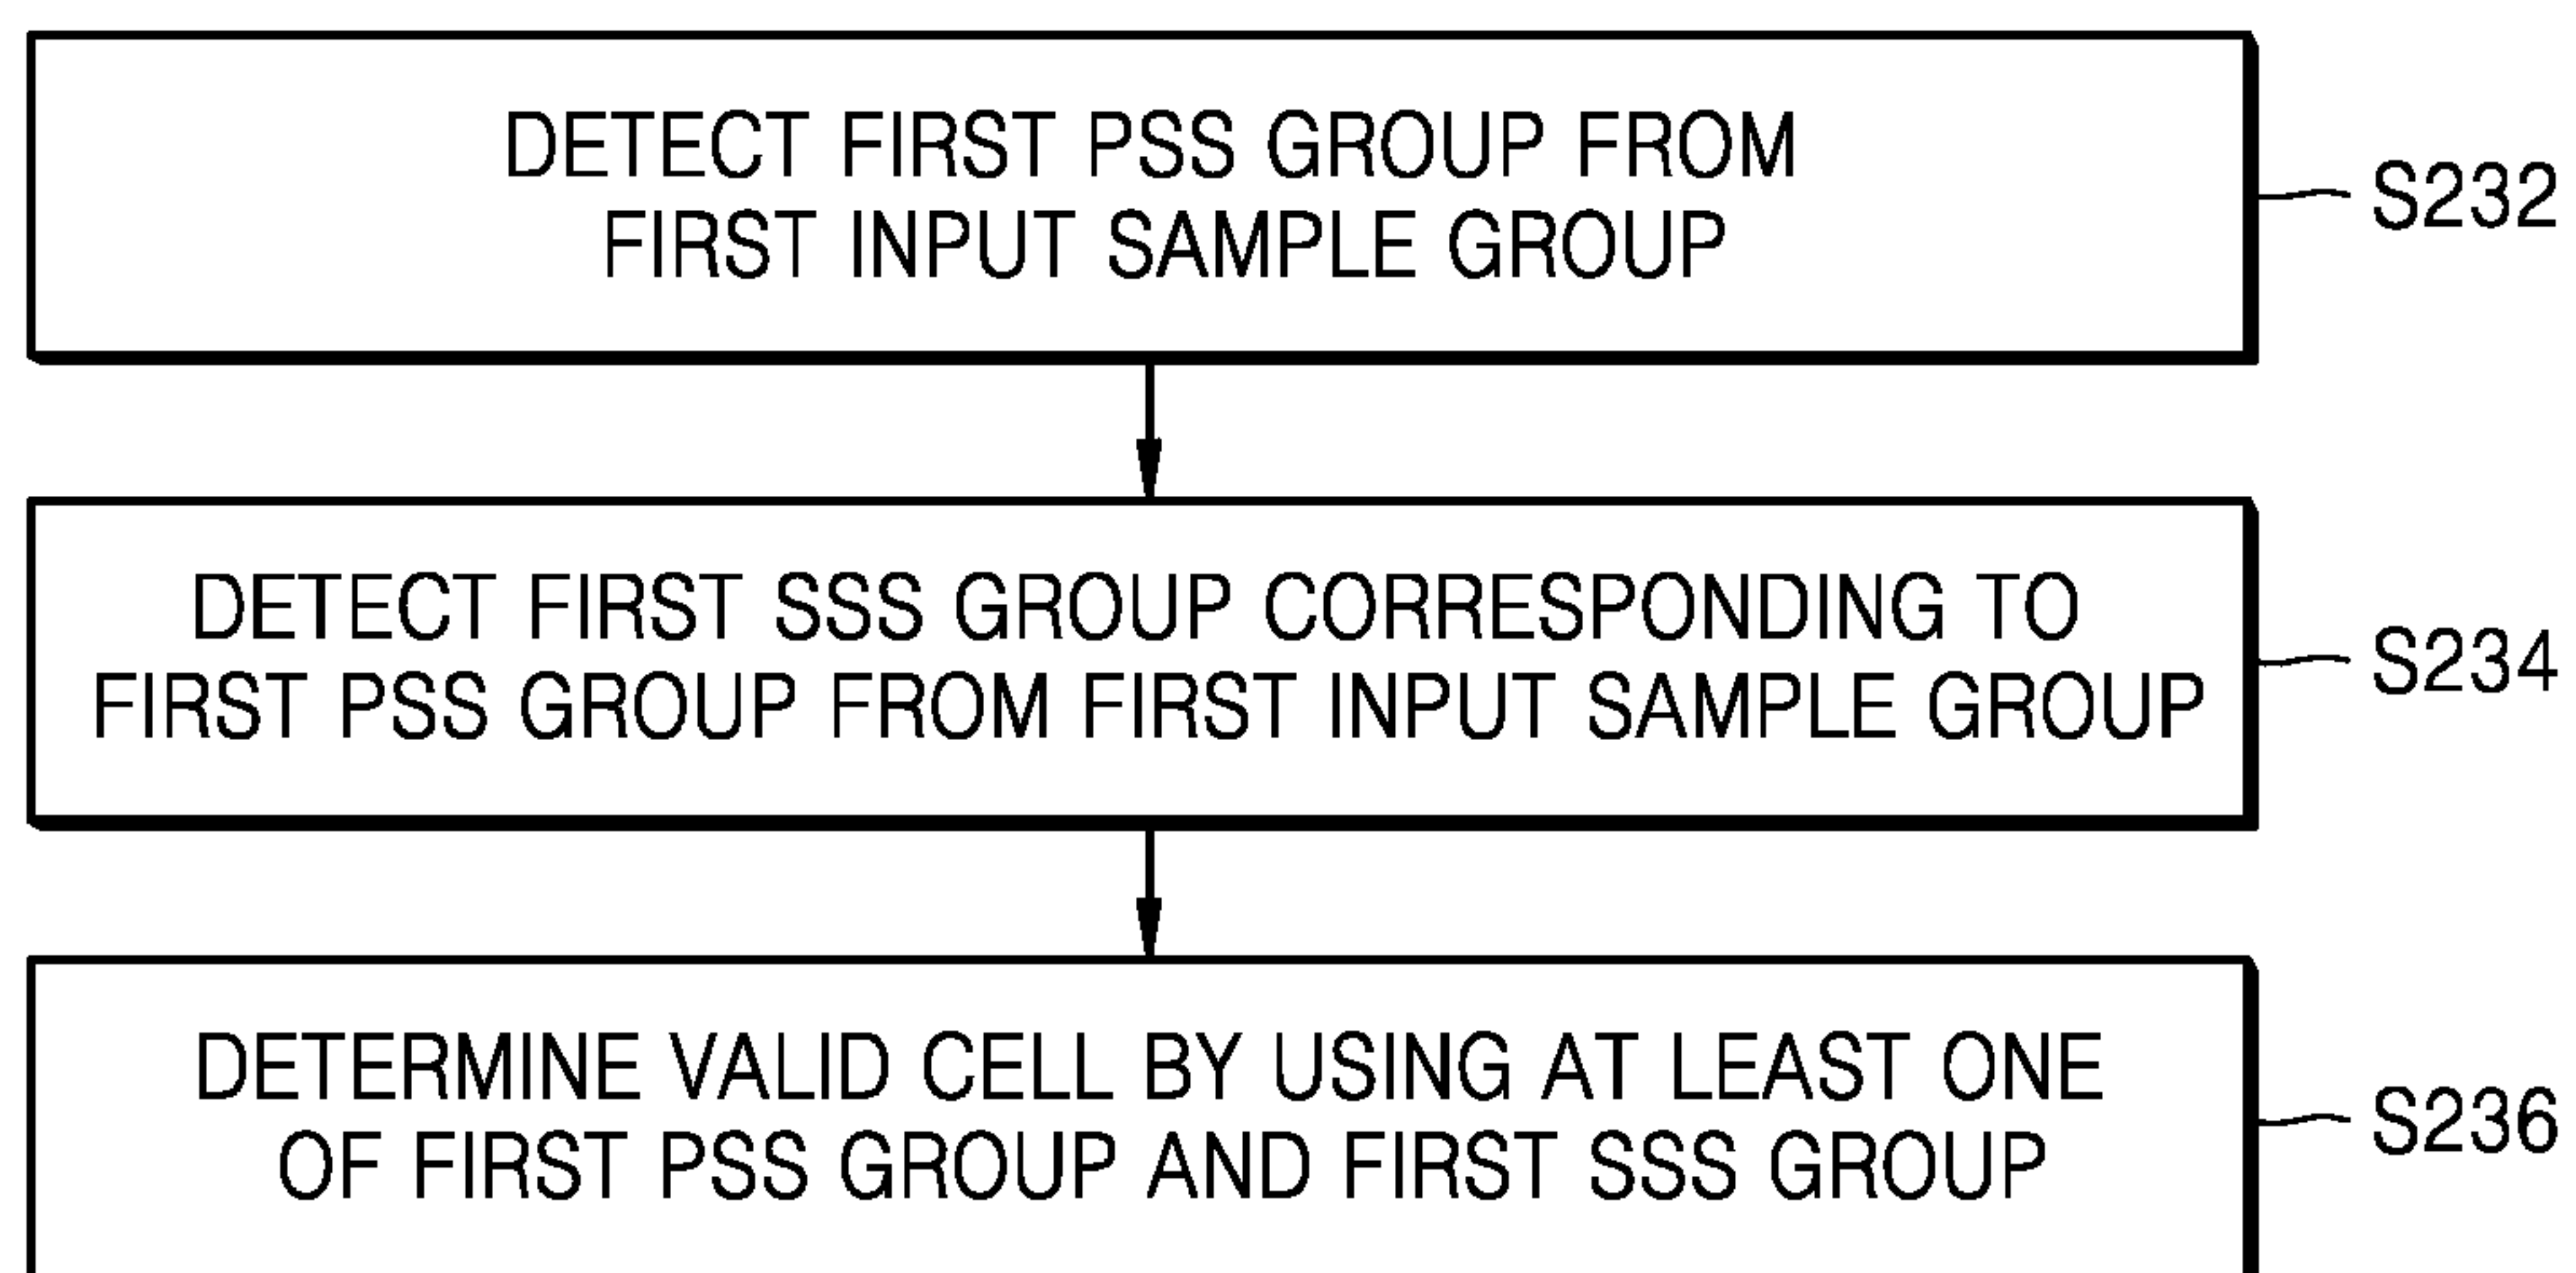 DETECT FIRST PSS GROUP FROM
FIRST INPUT SAMPLE GROUP
S232
DETECT FIRST SSS GROUP CORRESPONDING TO
FIRST PSS GROUP FROM FIRST INPUT SAMPLE GROUP
S234
DETERMINE VALID CELL BY USING AT LEAST ONE
OF FIRST PSS GROUP AND FIRST SSS GROUP
S236